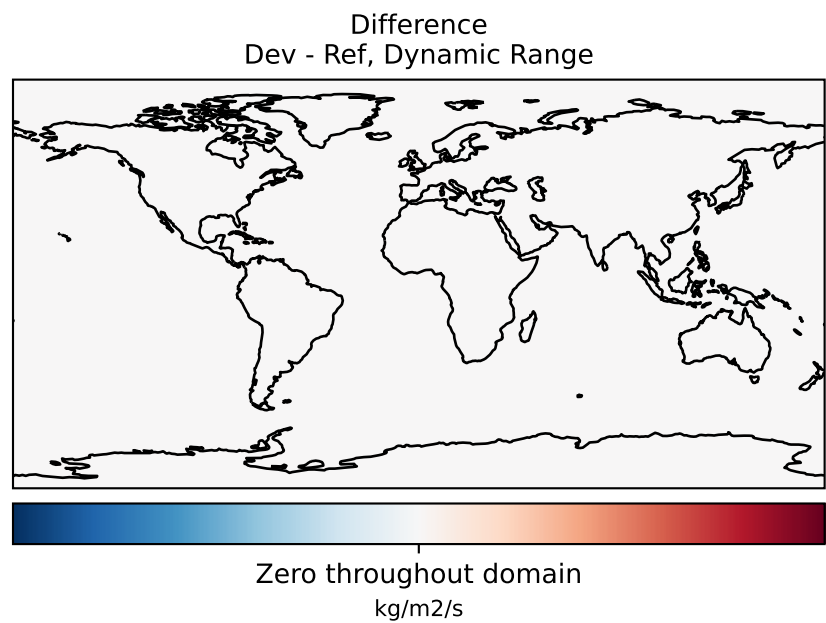 Difference
Dev - Ref, Dynamic Range
Zero throughout domain
kg/m2/s